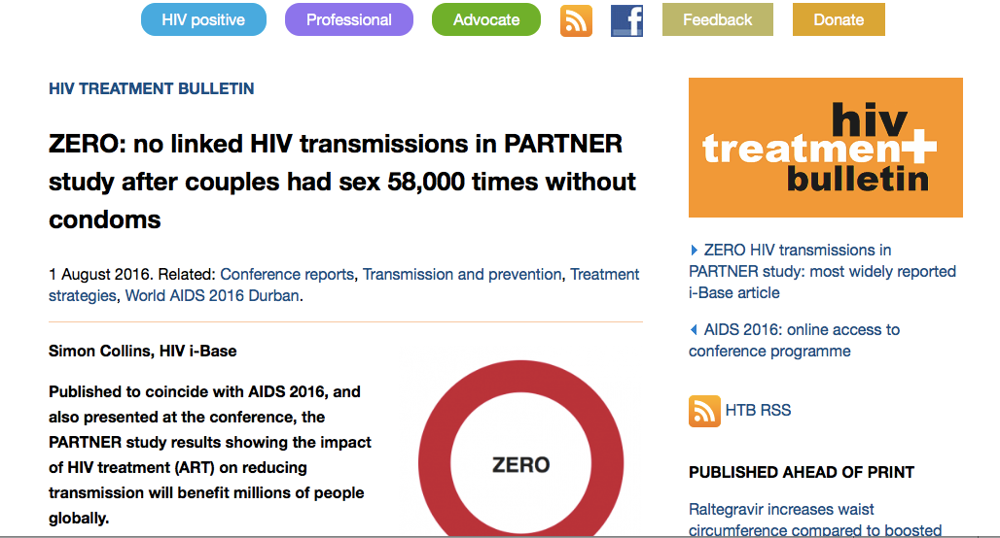 HIV positive
Professional
Advocate
Feedback
Donate
HIV TREATMENT BULLETIN
ZERO: no linked HIV transmissions in PARTNER
study after couples had sex 58,000 times without
condoms
1 August 2016. Related: Conference reports, Transmission and prevention, Treatment
strategies, World AIDS 2016 Durban.
Simon Collins, HIV i-Base
Published to coincide with AIDS 2016, and
also presented at the conference, the
PARTNER study results showing the impact
of HIV treatment (ART) on reducing
transmission will benefit millions of people
globally.
ZERO
hiv
treatment
bulletin
ZERO HIV transmissions in
PARTNER study: most widely reported
i-Base article
AIDS 2016: online access to
conference programme
HTB RSS
PUBLISHED AHEAD OF PRINT
Raltegravir increases waist
circumference compared to boosted